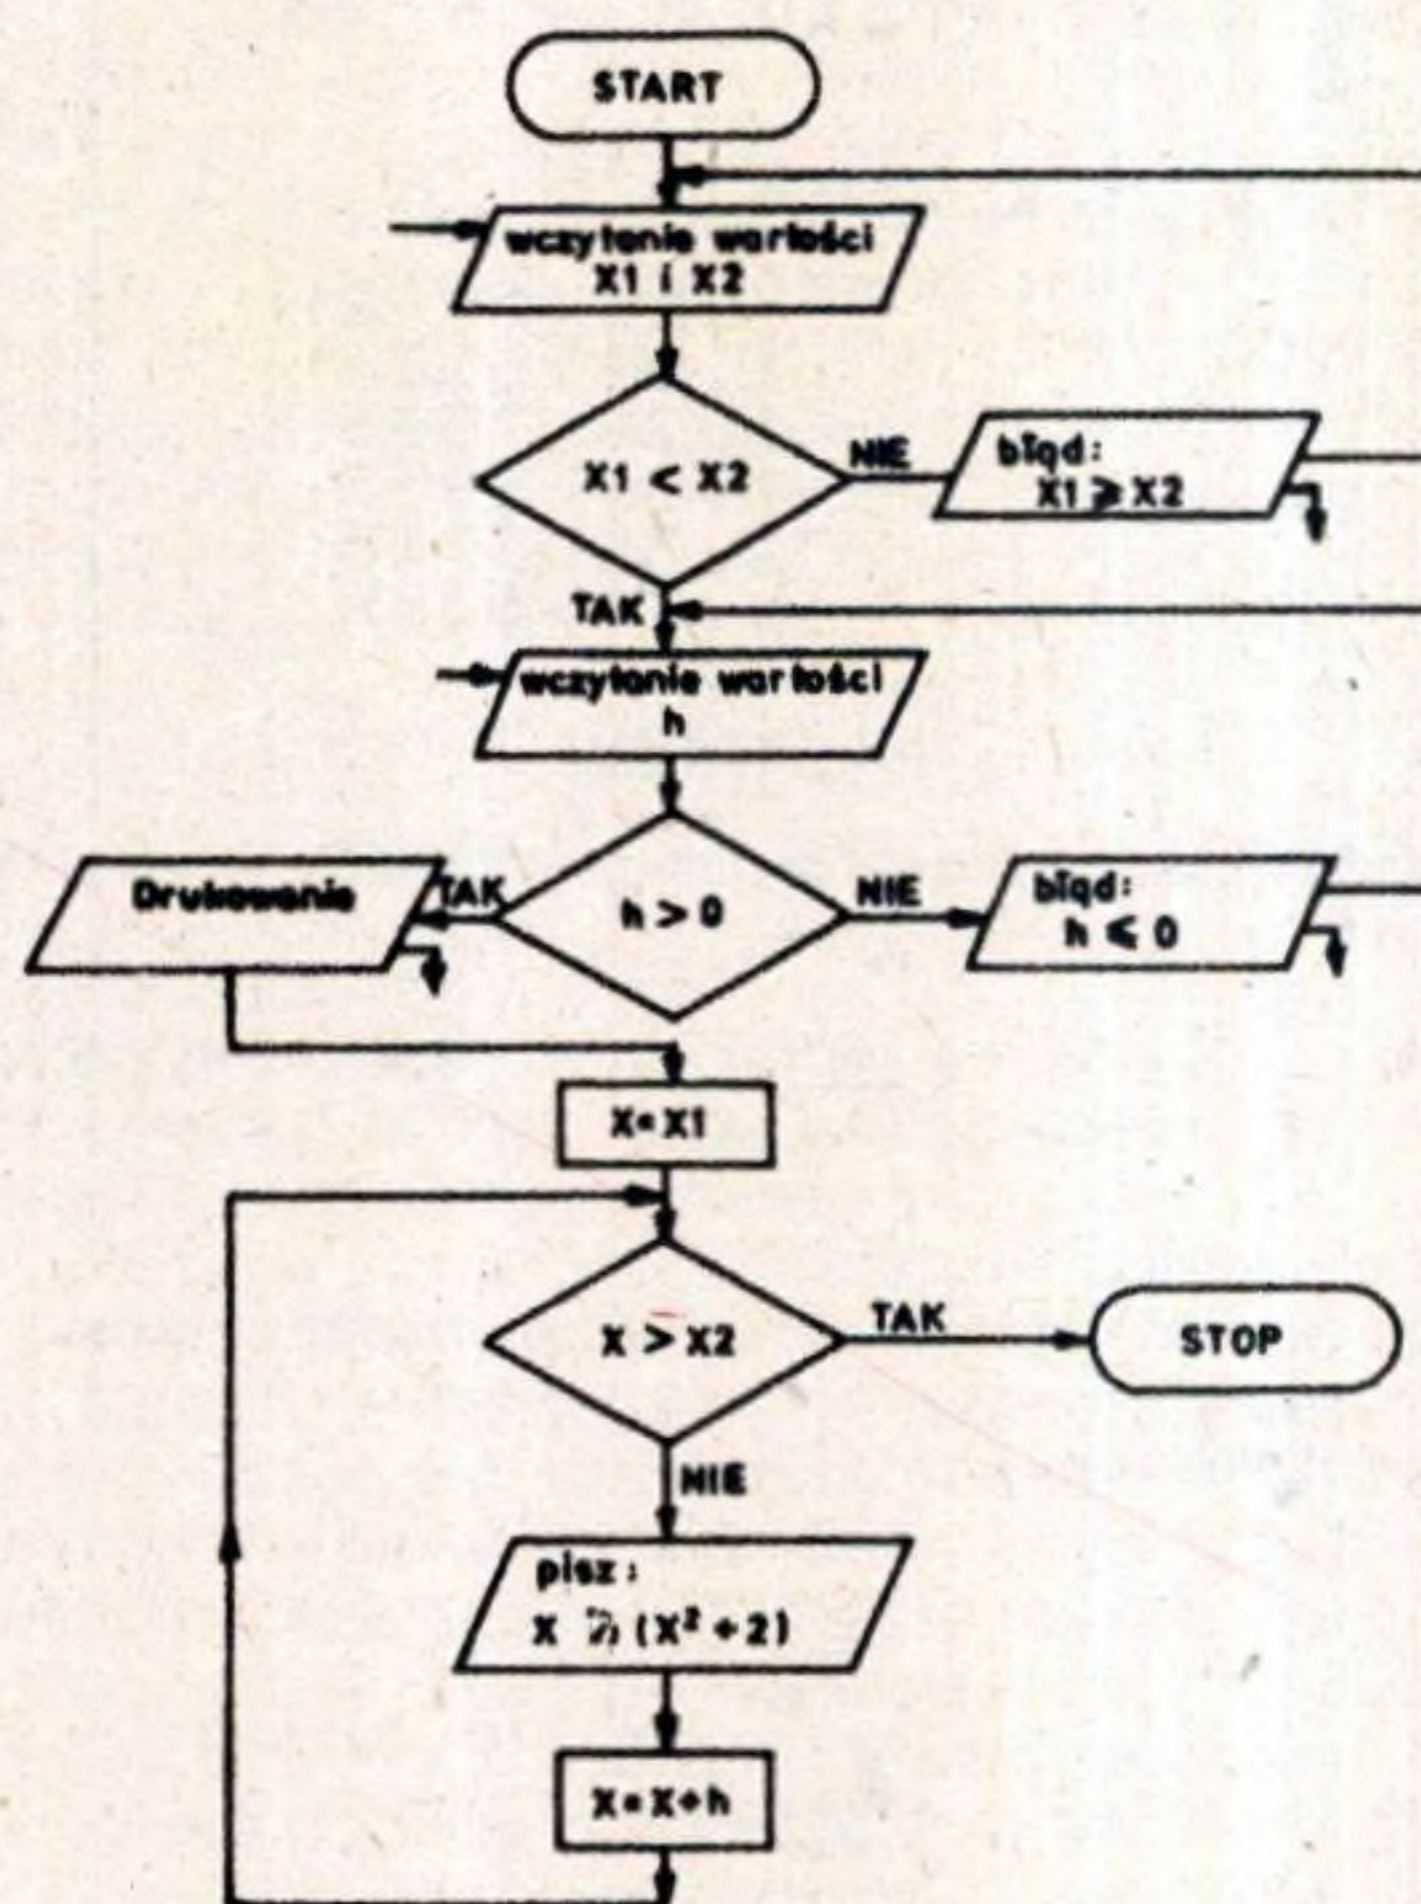 START
wczytanie wartości
X1 i X2
X1 < X2
NIE
błąd:
X1 ⩾ X2
TAK
wczytanie wartości
h
Drukowanie
TAK
h > 0
NIE
błąd:
h ⩽ 0
X=X1
X > X2
TAK
STOP
NIE
pisz:
X (X²+2)
X=X+h